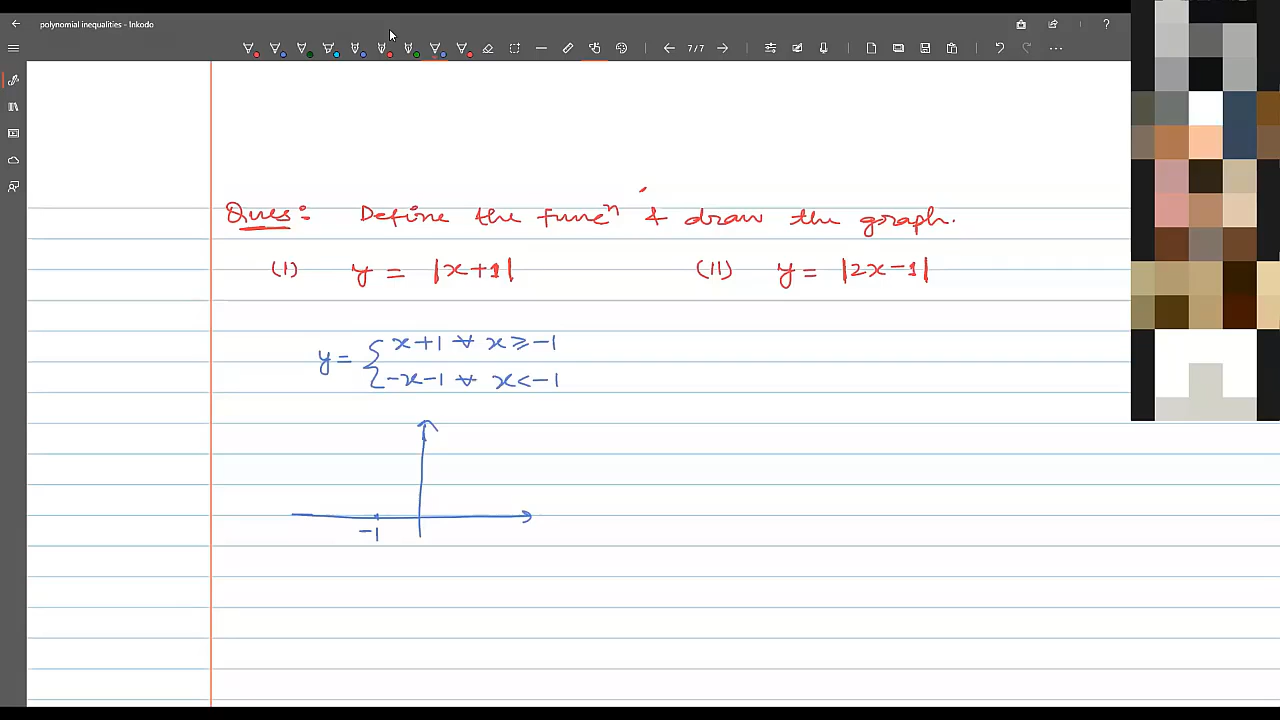 polynomial inequalities - Inkodo
7/7
Ques: Define the funcⁿ & draw the graph.
(I) y = |x+1| (II) y = |2x-1|
y = { x+1 ∀ x ≥ -1
-x-1 ∀ x < -1
-1